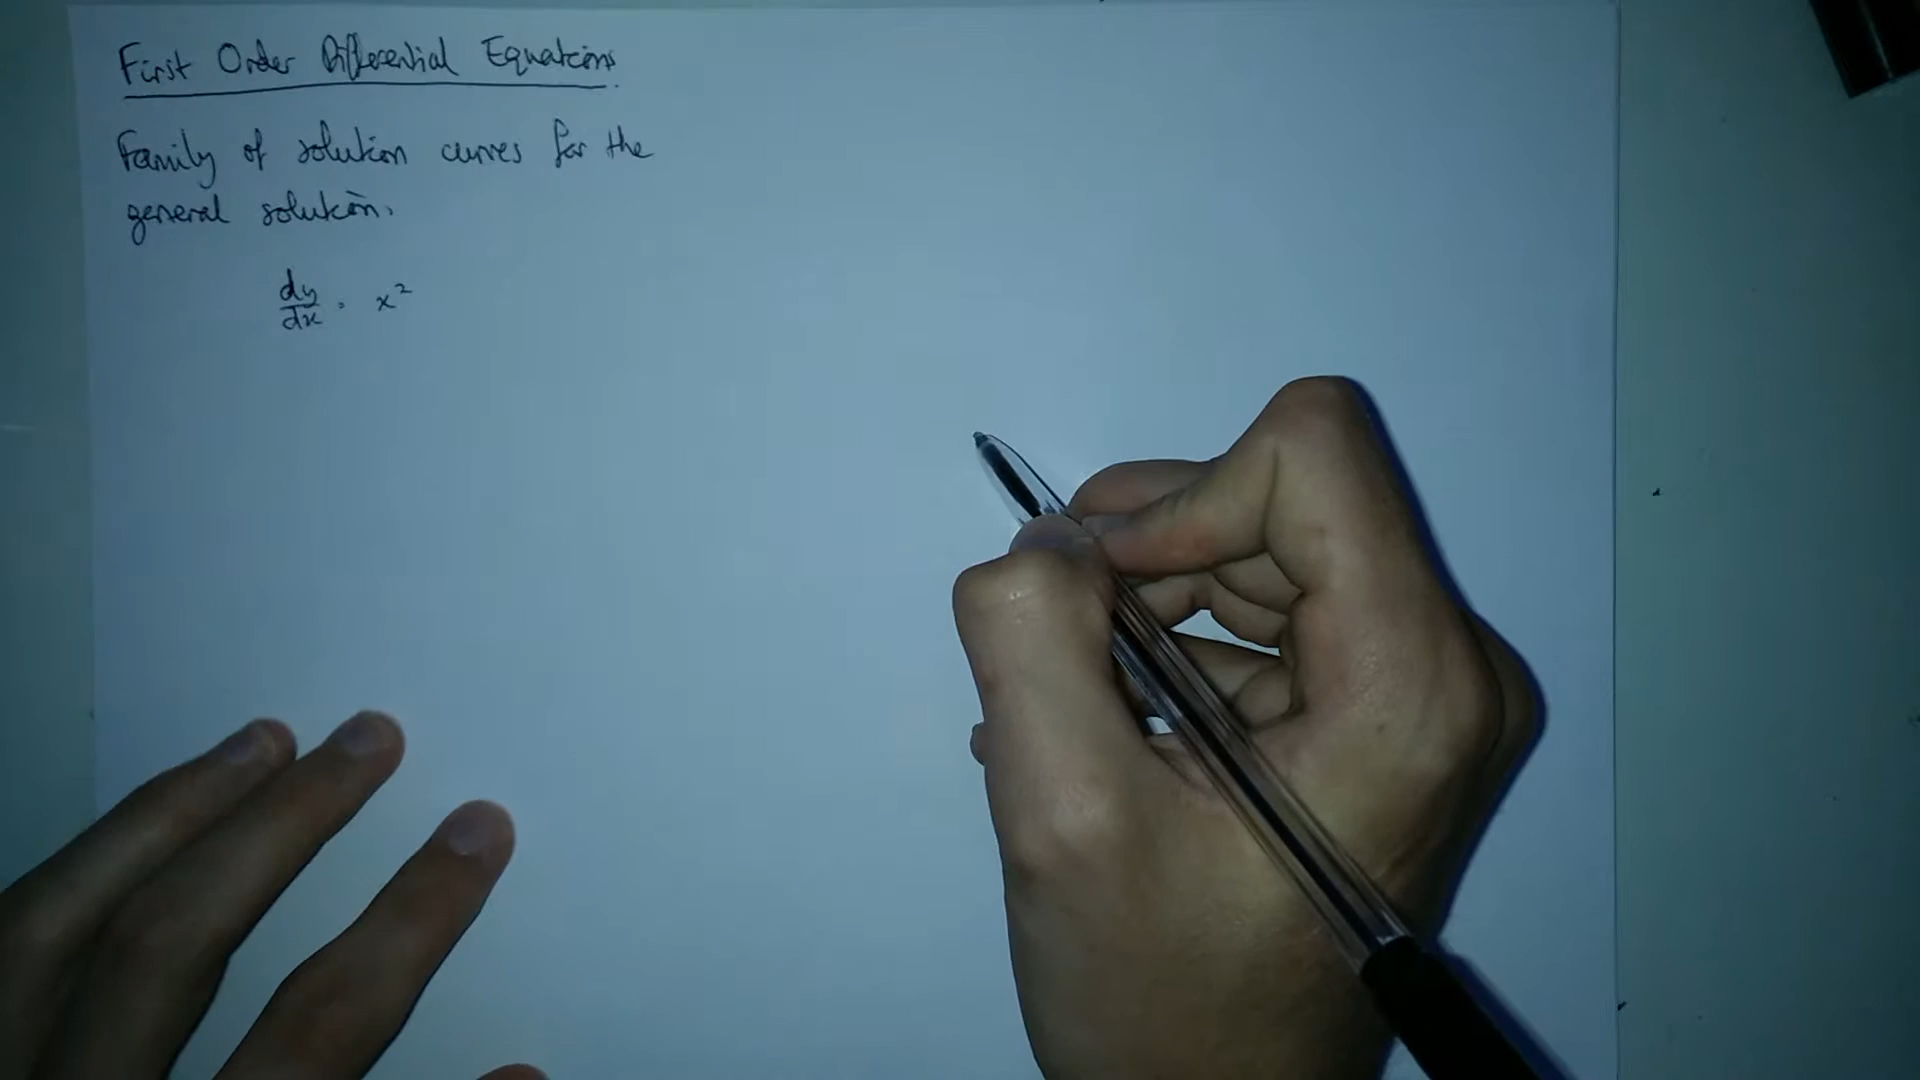 First Order Differential Equations.
Family of solution curves for the
general solution.
dy/dx = x²